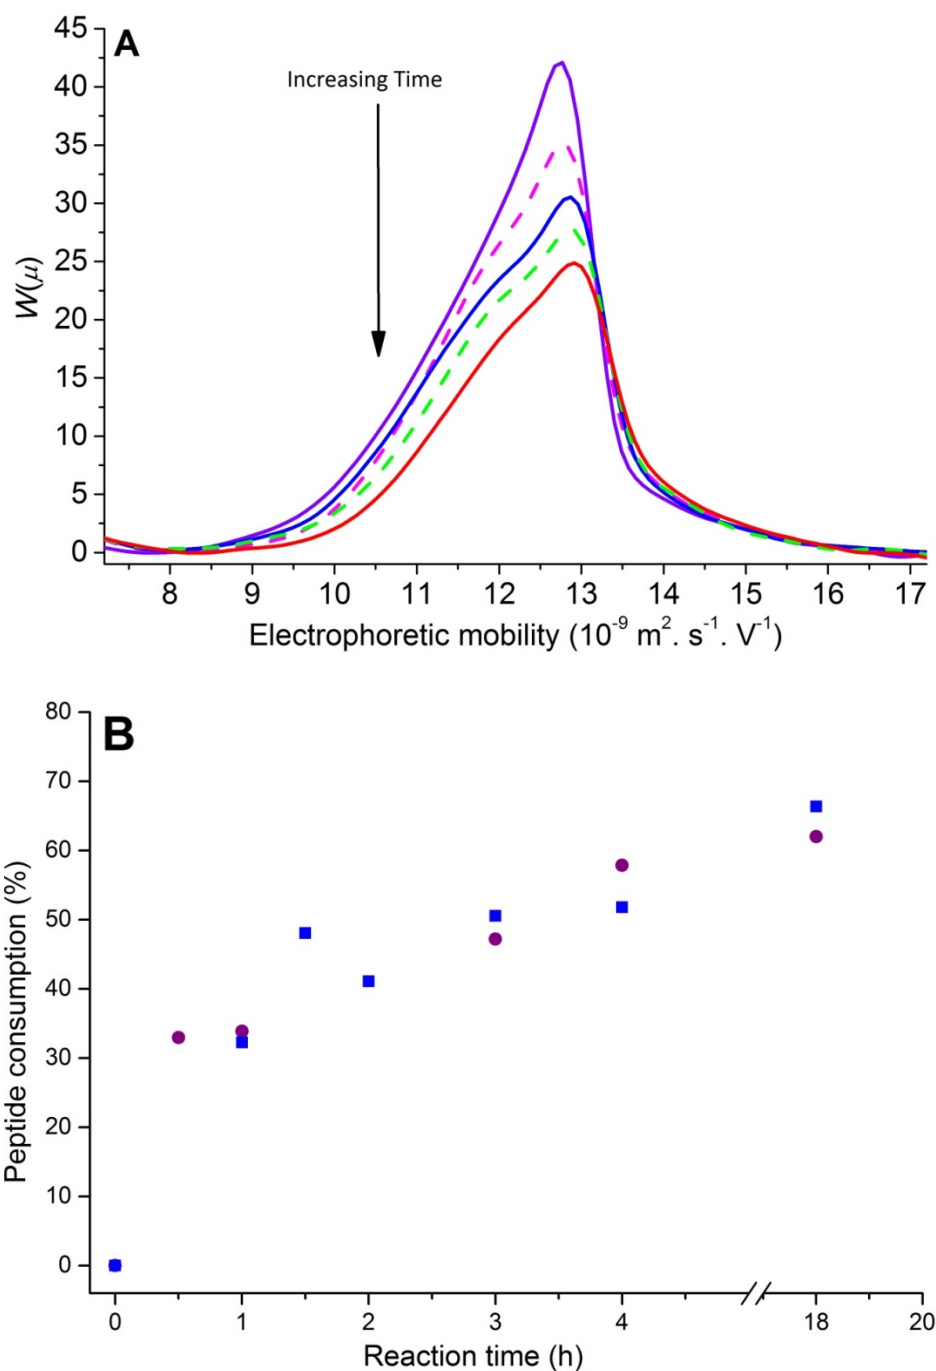 A
Increasing Time
W(μ)
45
40
35
30
25
20
15
10
5
0
8 9 10 11 12 13 14 15 16 17
Electrophoretic mobility (10⁻⁹ m². s⁻¹. V⁻¹)
B
Peptide consumption (%)
80
70
60
50
40
30
20
10
0
0 1 2 3 4 18 20
Reaction time (h)